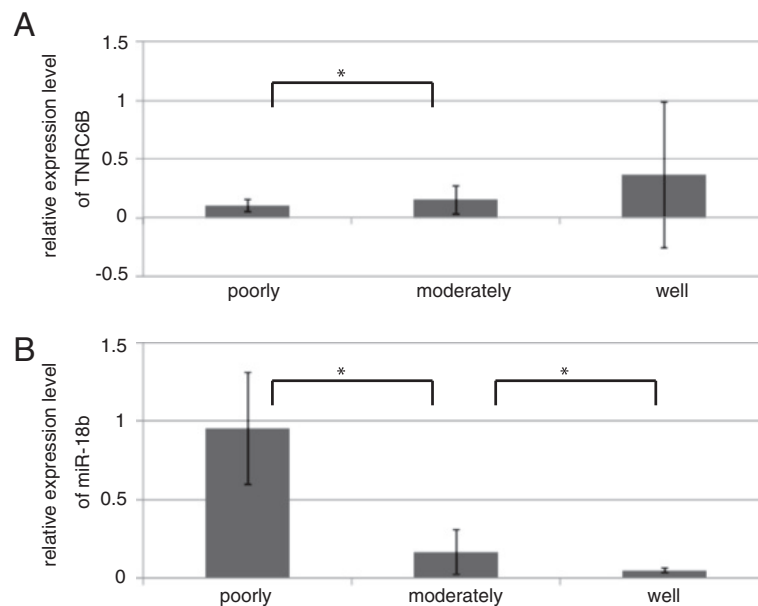 A
relative expression level
of TNRC6B
1.5
1
0.5
0
-0.5
*
poorly
moderately
well
B
relative expression level
of miR-18b
1.5
1
0.5
0
*
*
poorly
moderately
well